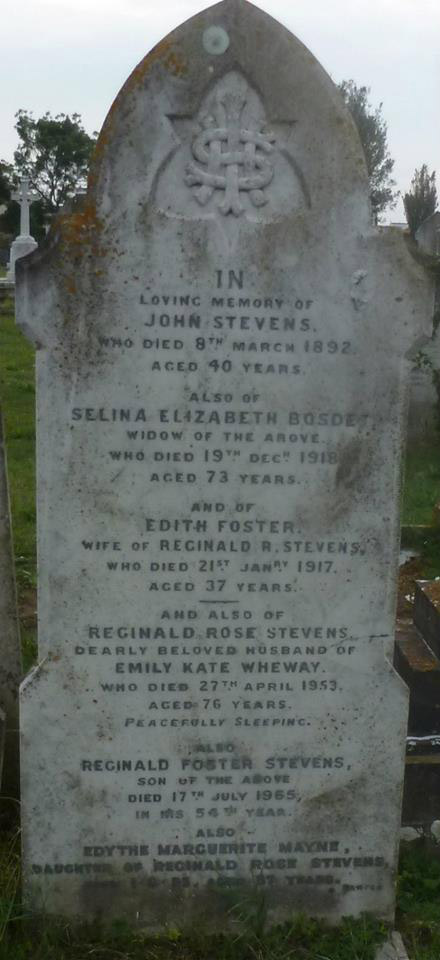 IHS
IN
LOVING MEMORY OF
JOHN STEVENS.
WHO DIED 8TH MARCH 1892.
AGED 40 YEARS.
ALSO OF
SELINA ELIZABETH BOSDET
WIDOW OF THE ABOVE.
WHO DIED 19TH DECR. 1918
AGED 73 YEARS.
AND OF
EDITH FOSTER.
WIFE OF REGINALD R. STEVENS,
WHO DIED 21ST JANRY 1917.
AGED 37 YEARS.
AND ALSO OF
REGINALD ROSE STEVENS
DEARLY BELOVED HUSBAND OF
EMILY KATE WHEWAY.
WHO DIED 27TH APRIL 1953.
AGED 76 YEARS.
PEACEFULLY SLEEPING.
ALSO
REGINALD FOSTER STEVENS,
SON OF THE ABOVE
DIED 17TH JULY 1965,
IN HIS 54TH YEAR.
ALSO
EDYTHE MARGUERITE MAYNE,
DAUGHTER OF REGINALD ROSE STEVENS,
AGED YEARS.